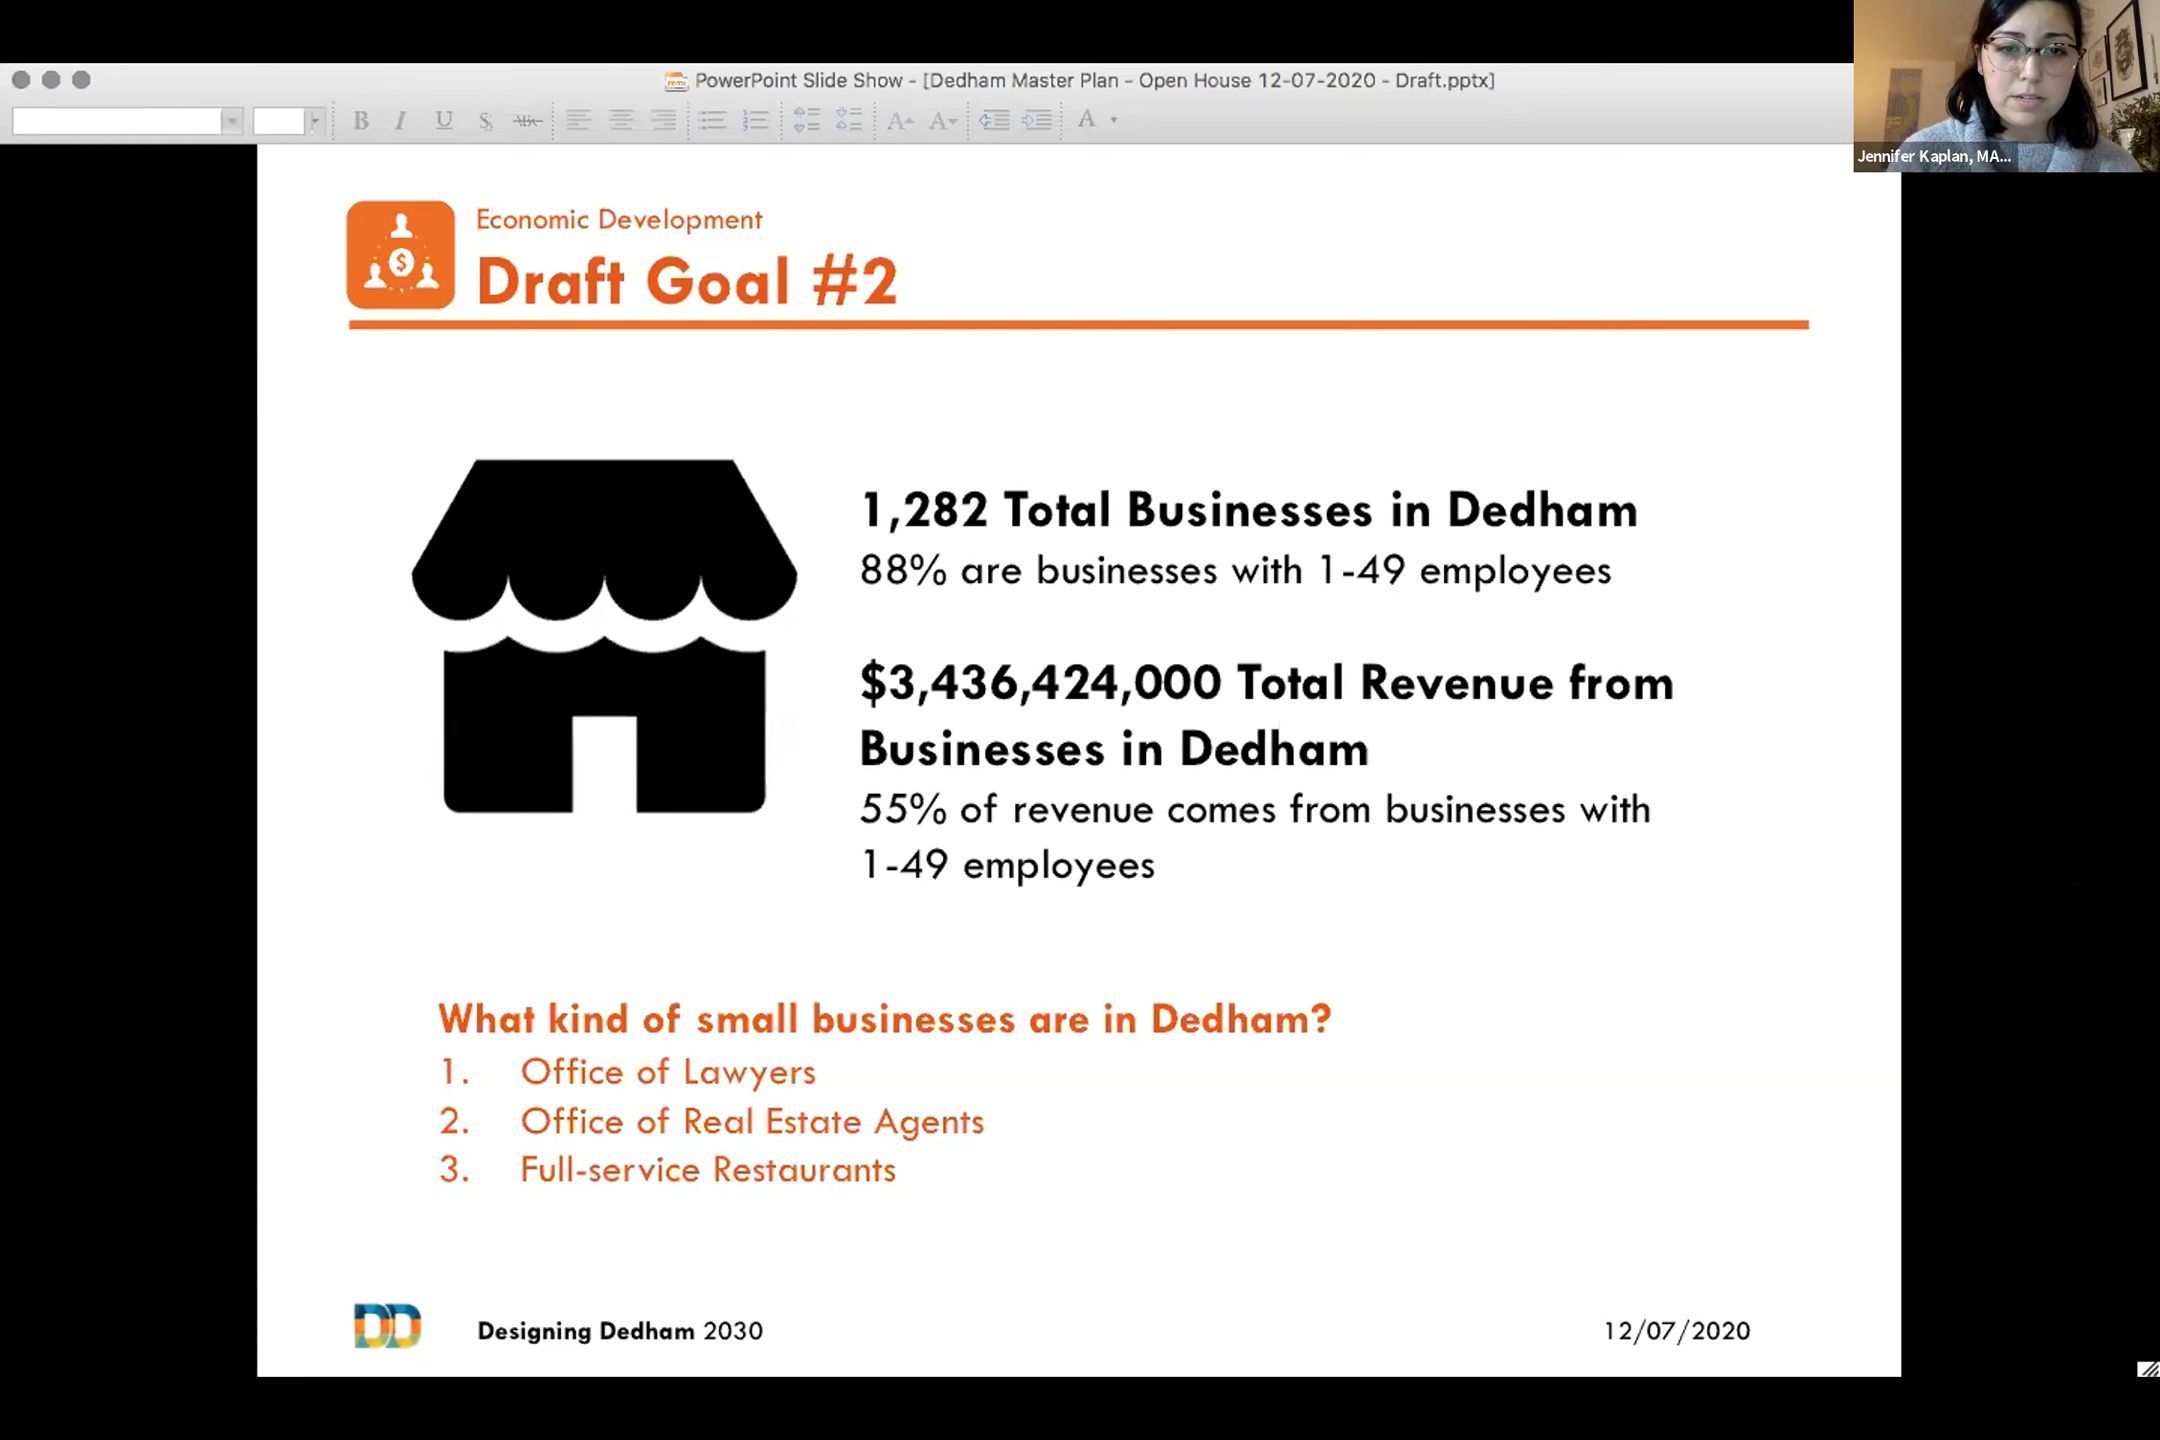 PowerPoint Slide Show - [Dedham Master Plan - Open House 12-07-2020 - Draft.pptx]
B I U S ABC A A A
Jennifer Kaplan, MA...
Economic Development
Draft Goal #2
$
1,282 Total Businesses in Dedham
88% are businesses with 1-49 employees
$3,436,424,000 Total Revenue from
Businesses in Dedham
55% of revenue comes from businesses with
1-49 employees
What kind of small businesses are in Dedham?
1. Office of Lawyers
2. Office of Real Estate Agents
3. Full-service Restaurants
DD
Designing Dedham 2030
12/07/2020